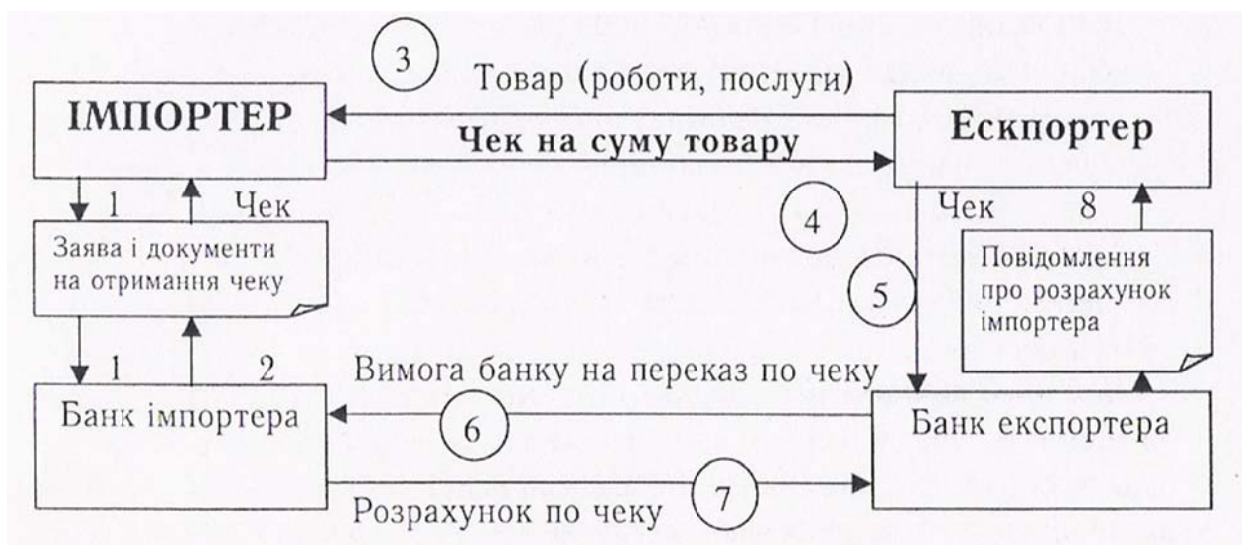 3
Товар (роботи, послуги)
ІМПОРТЕР
Ескпортер
Чек на суму товару
1
Чек
4
Чек
8
Заява і документи
на отримання чеку
5
Повідомлення
про розрахунок
імпортера
1
2
Вимога банку на переказ по чеку
Банк імпортера
6
Банк експортера
7
Розрахунок по чеку